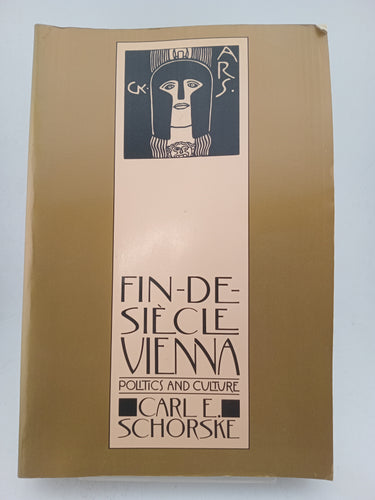 ARS.
GK.
FIN-DE-
SIÈCLE
VIENNA
POLITICS AND CULTURE
CARL E.
SCHORSKE